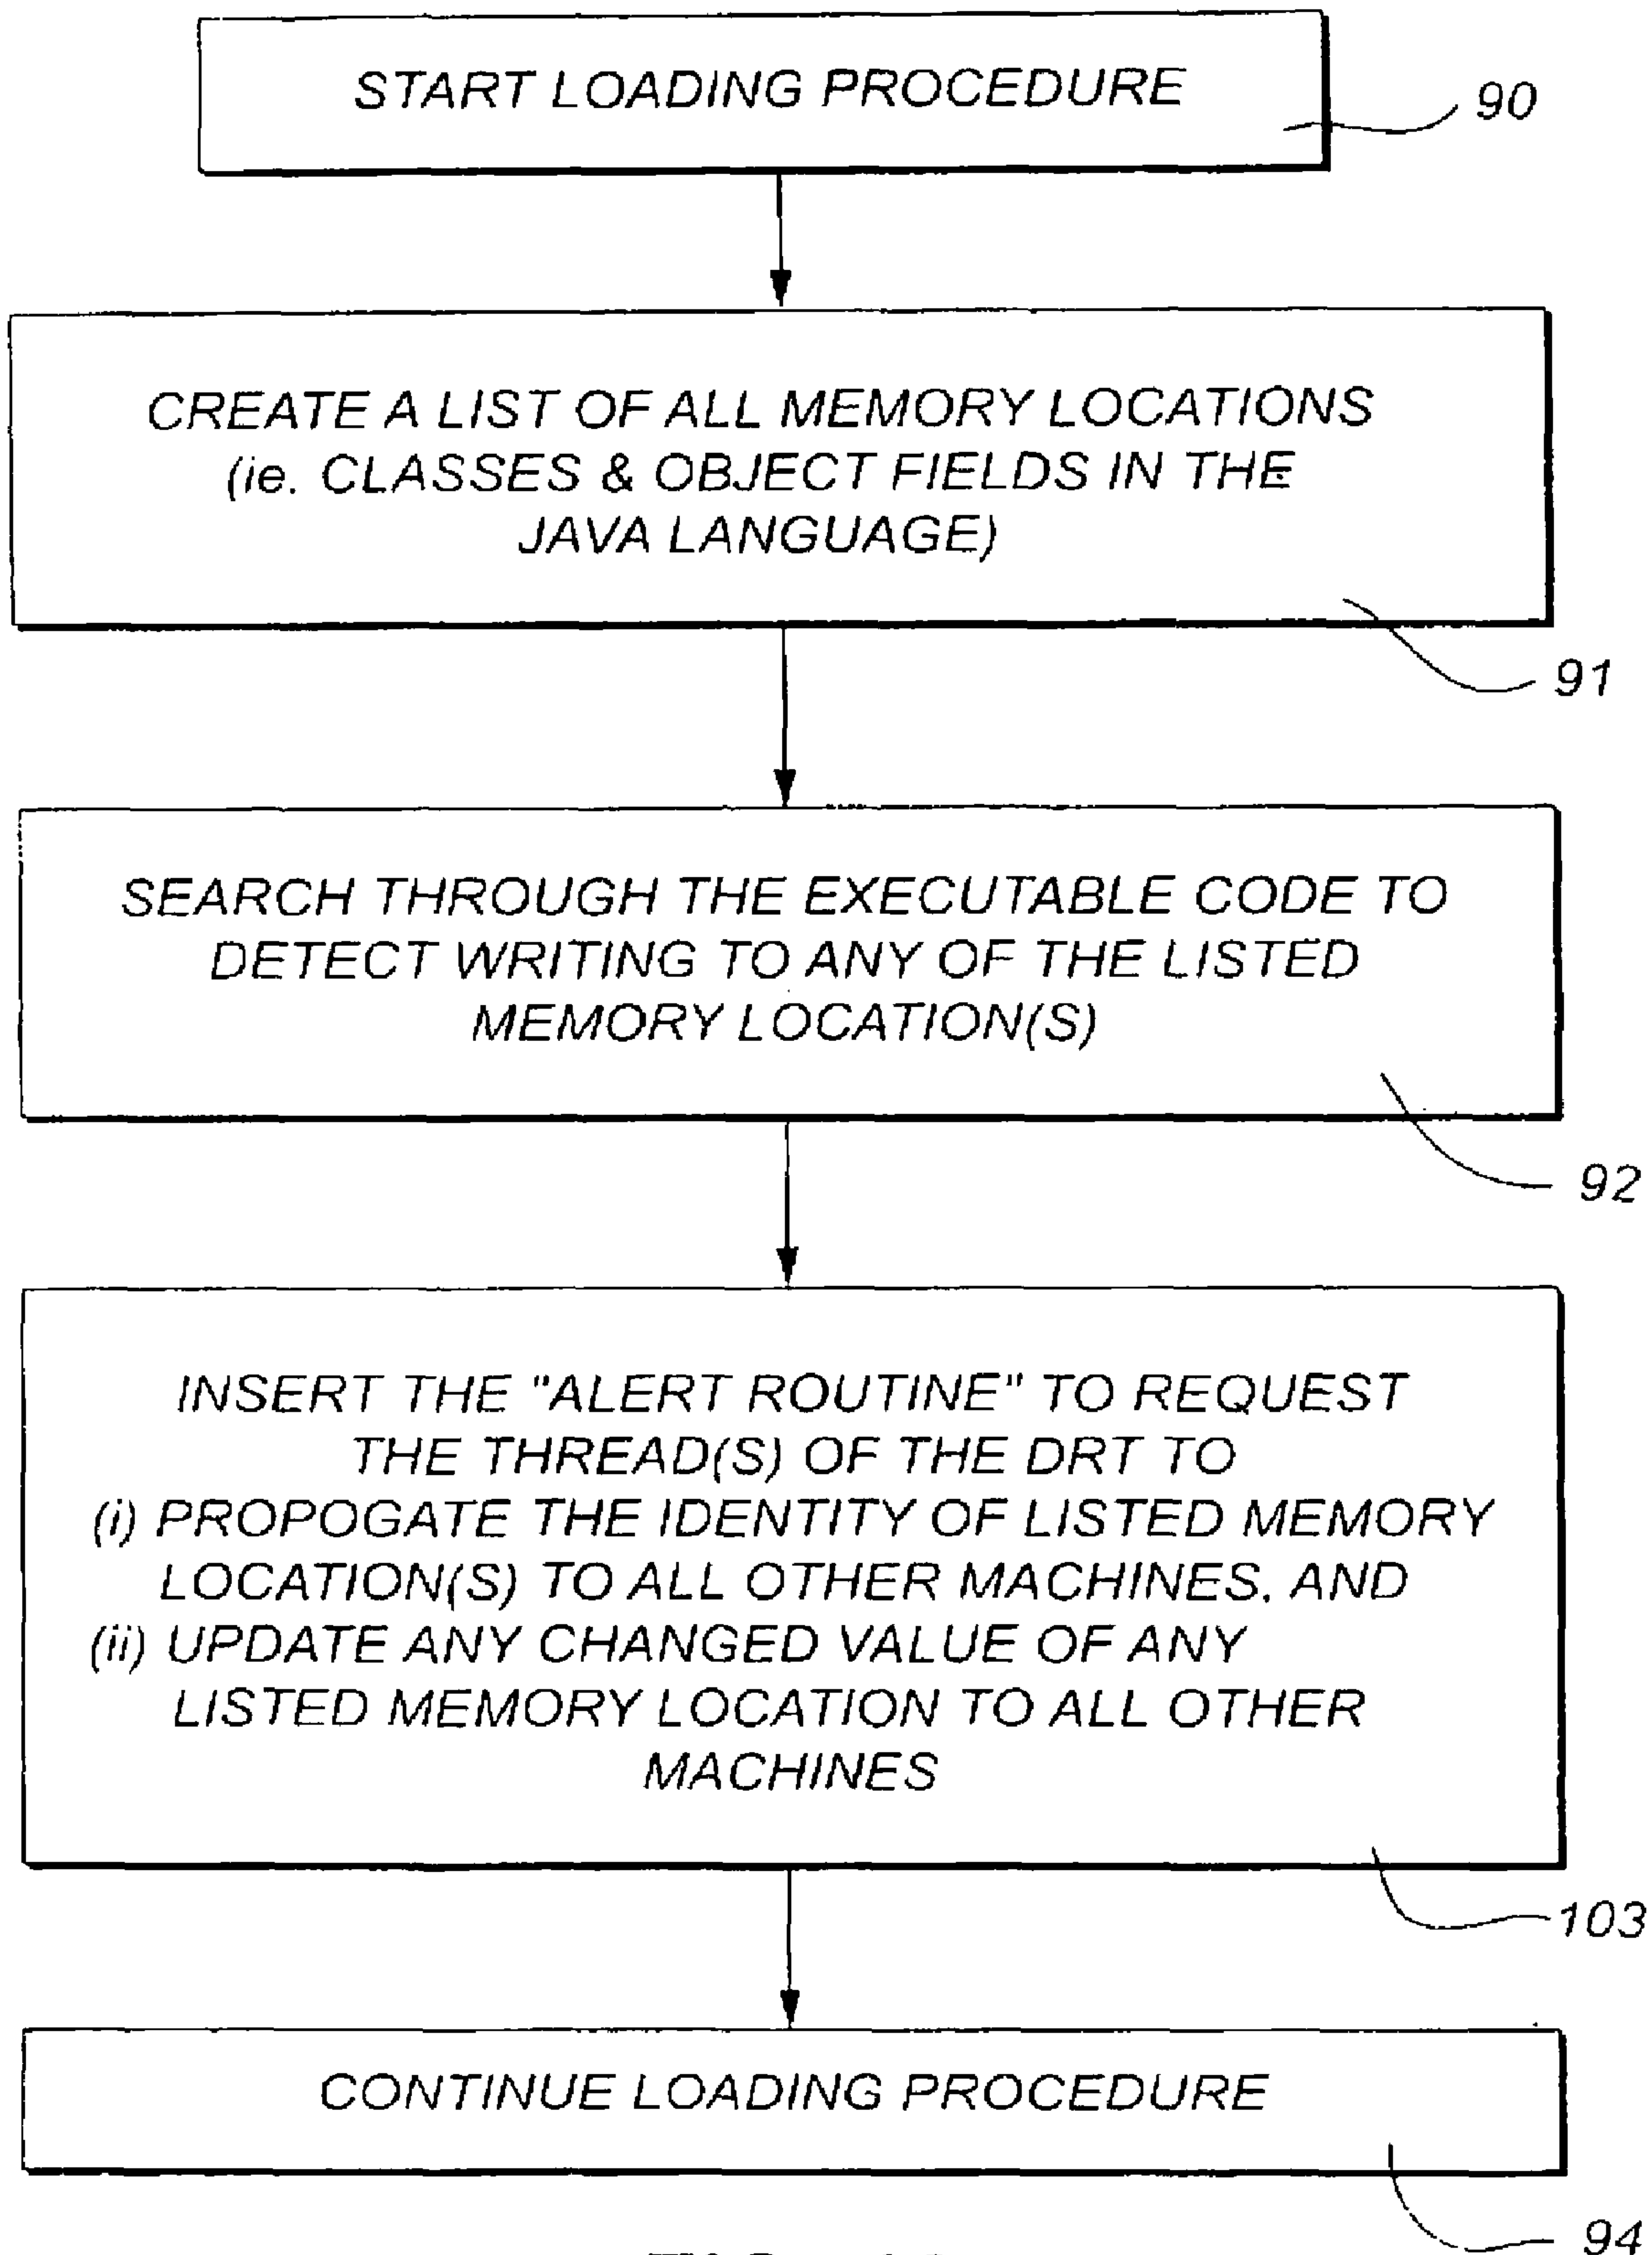 START LOADING PROCEDURE
90
CREATE A LIST OF ALL MEMORY LOCATIONS
(ie. CLASSES & OBJECT FIELDS IN THE
JAVA LANGUAGE)
91
SEARCH THROUGH THE EXECUTABLE CODE TO
DETECT WRITING TO ANY OF THE LISTED
MEMORY LOCATION(S)
92
INSERT THE "ALERT ROUTINE" TO REQUEST
THE THREAD(S) OF THE DRT TO
(i) PROPOGATE THE IDENTITY OF LISTED MEMORY
LOCATION(S) TO ALL OTHER MACHINES, AND
(ii) UPDATE ANY CHANGED VALUE OF ANY
LISTED MEMORY LOCATION TO ALL OTHER
MACHINES
103
CONTINUE LOADING PROCEDURE
94